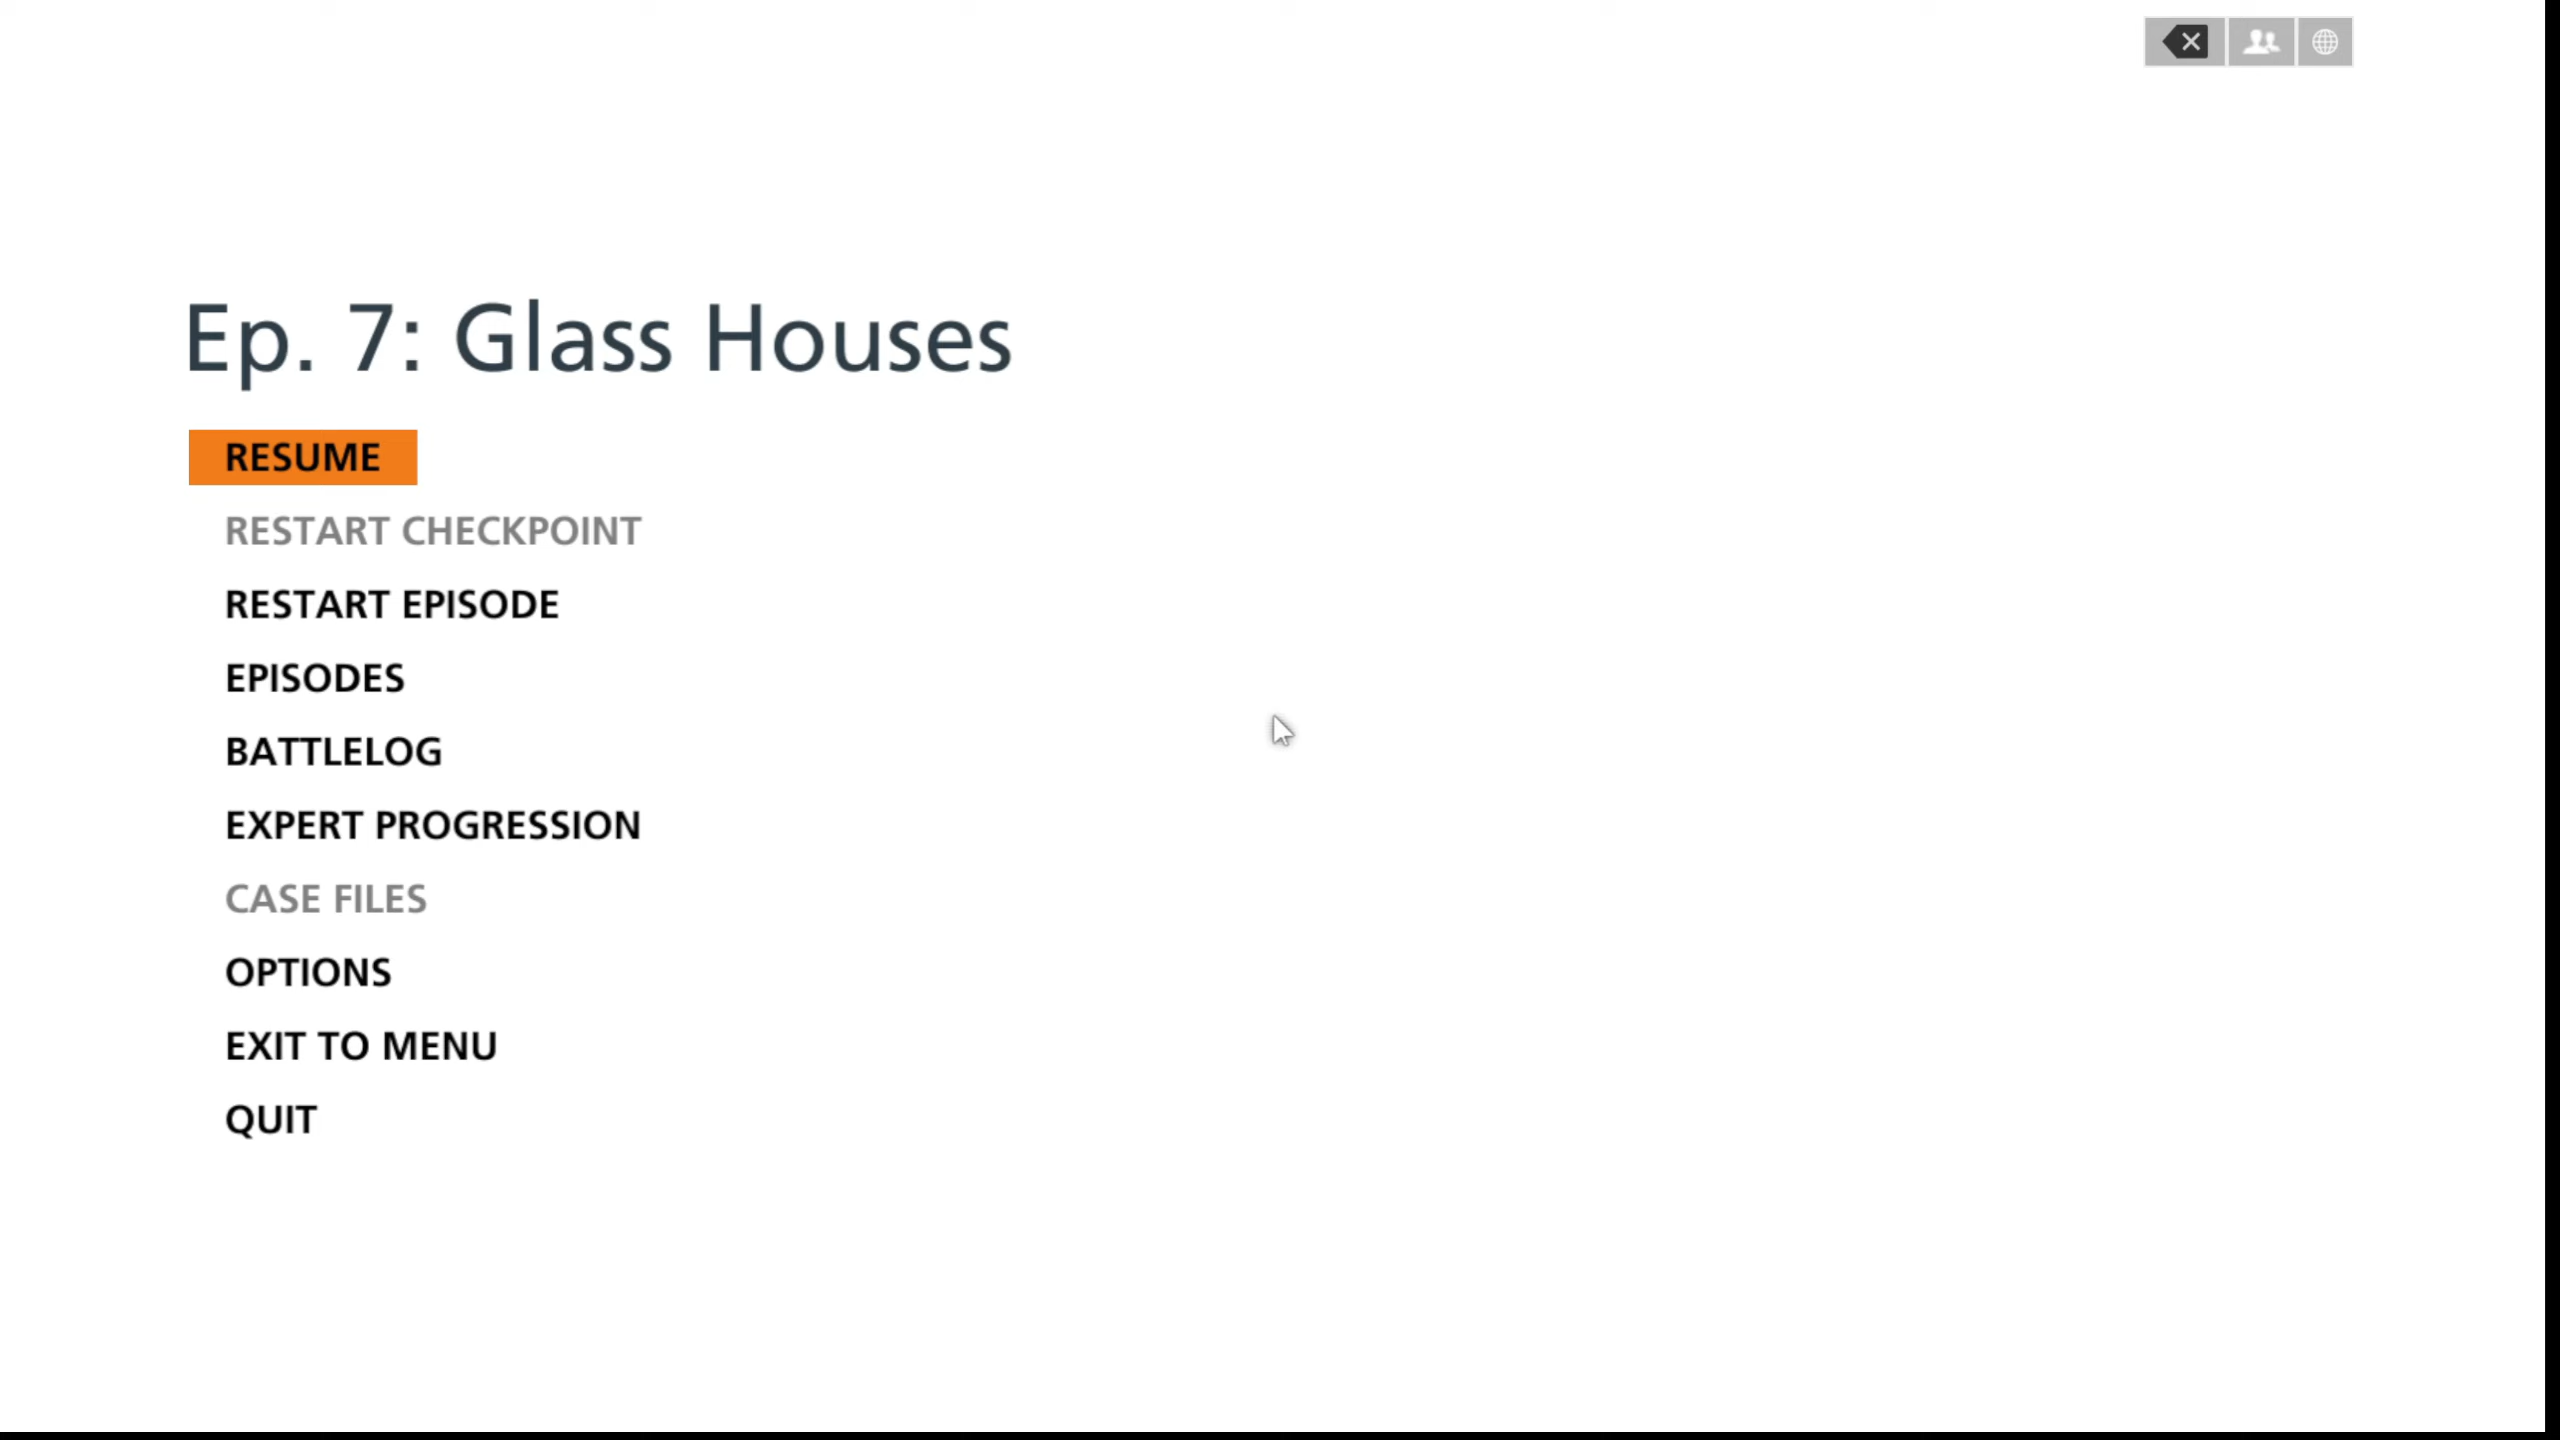 Ep. 7: Glass Houses
RESUME
RESTART CHECKPOINT
RESTART EPISODE
EPISODES
BATTLELOG
EXPERT PROGRESSION
CASE FILES
OPTIONS
EXIT TO MENU
QUIT